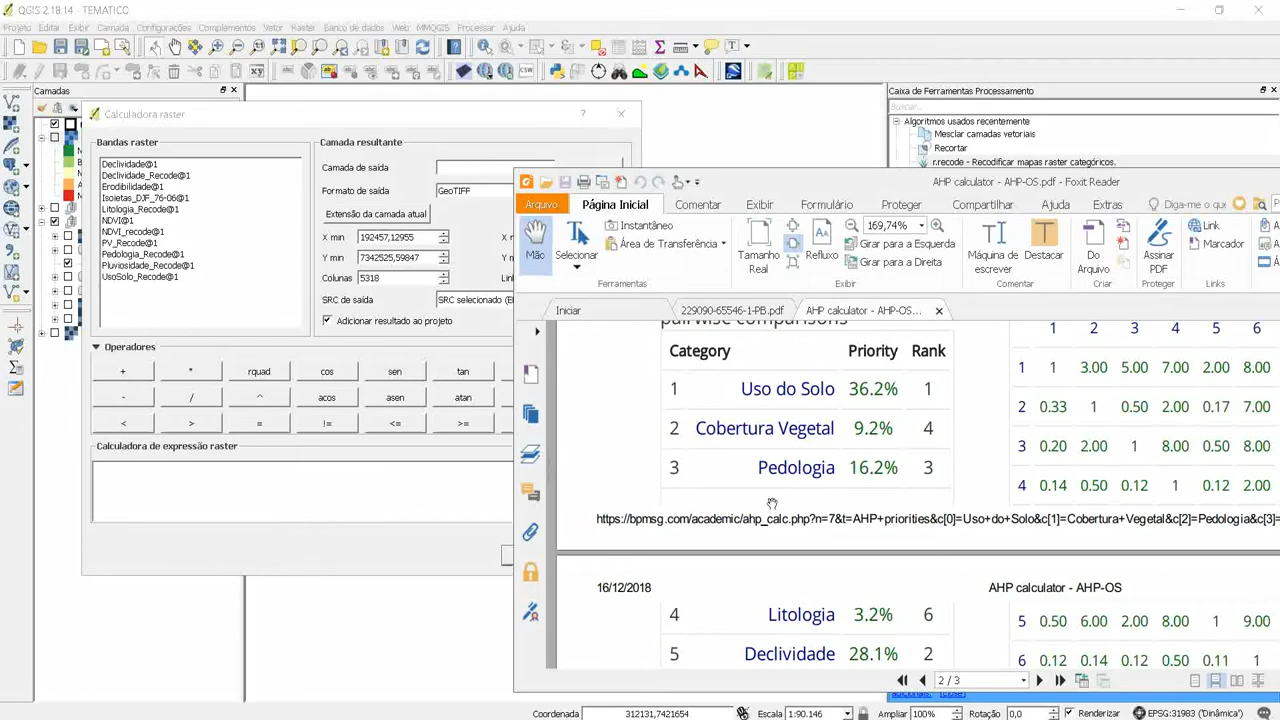 QGIS 2.18.14 - TEMATICC
Projeto Editar Exibir Camada Configurações Complementos Vetor Raster Banco de dados Web MMQGIS Processar Ajuda
Camadas
Caixa de Ferramentas Processamento
Buscar...
Algoritmos usados recentemente
Mesclar camadas vetoriais
Recortar
r.recode - Recodificar mapas raster categóricos.
Calculadora raster
Bandas raster
Declividade@1
Declividade_Recode@1
Erodibilidade@1
Isoietas_DJF_76-06@1
Litologia_Recode@1
NDVI@1
NDVI_recode@1
PV_Recode@1
Pedologia_Recode@1
Pluviosidade_Recode@1
UsoSolo_Recode@1
Camada resultante
Camada de saída
Formato de saída GeoTIFF
Extensão da camada atual
X min 192457,12955
Y min 7342525,59847
Colunas 5318
SRC de saída SRC selecionado (E
Adicionar resultado ao projeto
Operadores
+ * rquad cos sen tan
- / ^ acos asen atan
< > = != <= >=
Calculadora de expressão raster
AHP calculator - AHP-OS.pdf - Foxit Reader
Arquivo Página Inicial Comentar Exibir Formulário Proteger Compartilhar Ajuda Extras Diga-me o qu
Mão
Selecionar
Instantâneo
Área de Transferência
Ferramentas
Tamanho Real
Refluxo
169,74%
Girar para a Esquerda
Girar para a Direita
Exibir
Máquina de escrever
Destacar
Comentar
Do Arquivo
Criar
Assinar PDF
Proteger
Link
Marcador
Links
Iniciar 229090-65546-1-PB.pdf AHP calculator - AHP-OS...
pairwise comparisons
Category Priority Rank
1 Uso do Solo 36.2% 1
2 Cobertura Vegetal 9.2% 4
3 Pedologia 16.2% 3
1 2 3 4 5 6
1 1 3.00 5.00 7.00 2.00 8.00
2 0.33 1 0.50 2.00 0.17 7.00
3 0.20 2.00 1 8.00 0.50 8.00
4 0.14 0.50 0.12 1 0.12 2.00
https://bpmsg.com/academic/ahp_calc.php?n=7&t=AHP+priorities&c[0]=Uso+do+Solo&c[1]=Cobertura+Vegetal&c[2]=Pedologia&c[3]=
16/12/2018 AHP calculator - AHP-OS
4 Litologia 3.2% 6
5 Declividade 28.1% 2
5 0.50 6.00 2.00 8.00 1 9.00
6 0.12 0.14 0.12 0.50 0.11 1
2 / 3
Coordenada 312131,7421654 Escala 1:90.146 Ampliar 100% Rotação 0,0 Renderizar EPSG:31983 ('Dinâmica')